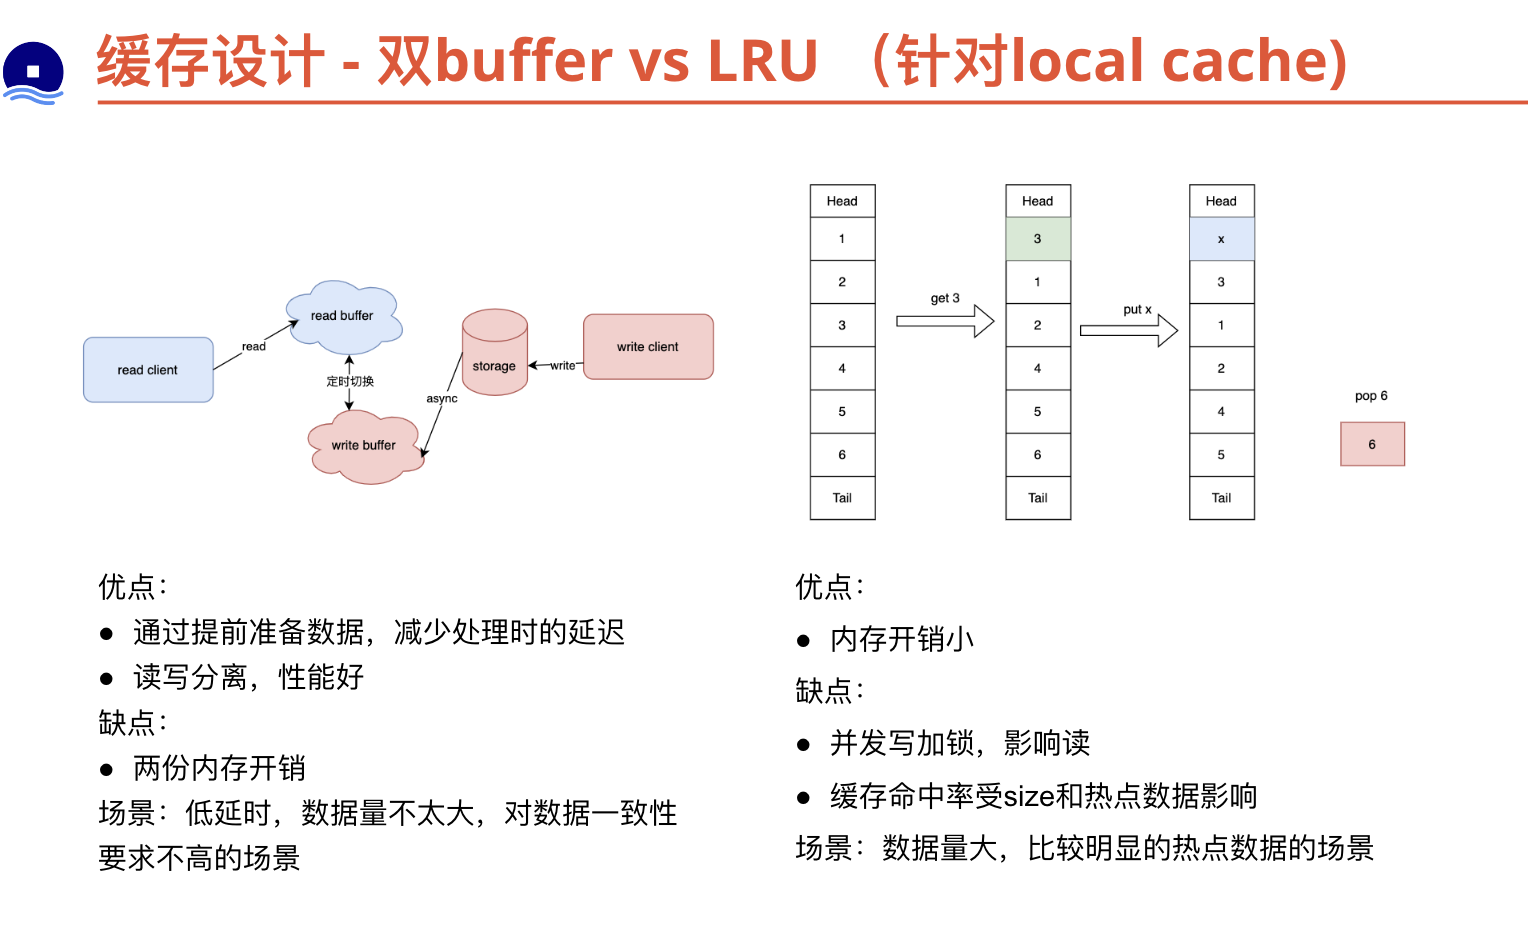 缓存设计 - 双buffer vs LRU （针对local cache)
read client
read
read buffer
定时切换
write buffer
async
storage
write
write client
Head
1
2
3
4
5
6
Tail
get 3
Head
3
1
2
4
5
6
Tail
put x
Head
x
3
1
2
4
5
Tail
pop 6
6
优点：
● 通过提前准备数据，减少处理时的延迟
● 读写分离，性能好
缺点：
● 两份内存开销
场景：低延时，数据量不太大，对数据一致性
要求不高的场景
优点：
● 内存开销小
缺点：
● 并发写加锁，影响读
● 缓存命中率受size和热点数据影响
场景：数据量大，比较明显的热点数据的场景